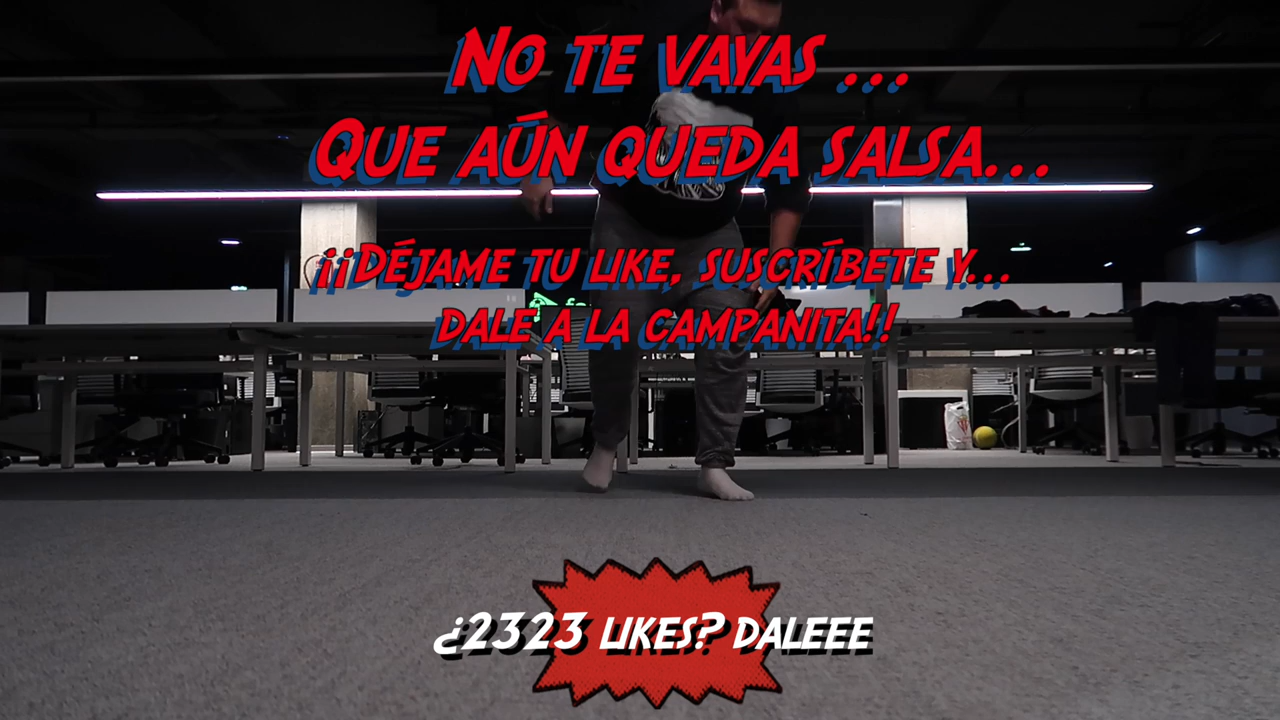 No te vayas ...
Que aún queda salsa...
¡¡Déjame tu like, suscríbete y...
dale a la campanita!!
¿2323 likes? daleee